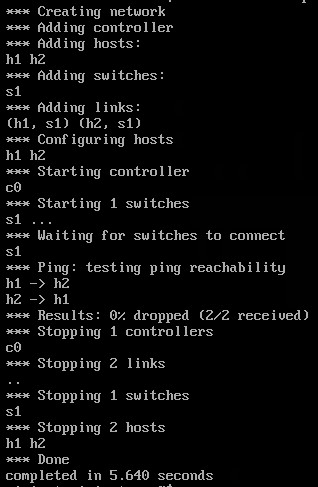 *** Creating network
*** Adding controller
*** Adding hosts:
h1 h2
*** Adding switches:
s1
*** Adding links:
(h1, s1) (h2, s1)
*** Configuring hosts
h1 h2
*** Starting controller
c0
*** Starting 1 switches
s1 ...
*** Waiting for switches to connect
s1
*** Ping: testing ping reachability
h1 -> h2
h2 -> h1
*** Results: 0% dropped (2/2 received)
*** Stopping 1 controllers
c0
*** Stopping 2 links
..
*** Stopping 1 switches
s1
*** Stopping 2 hosts
h1 h2
*** Done
completed in 5.640 seconds